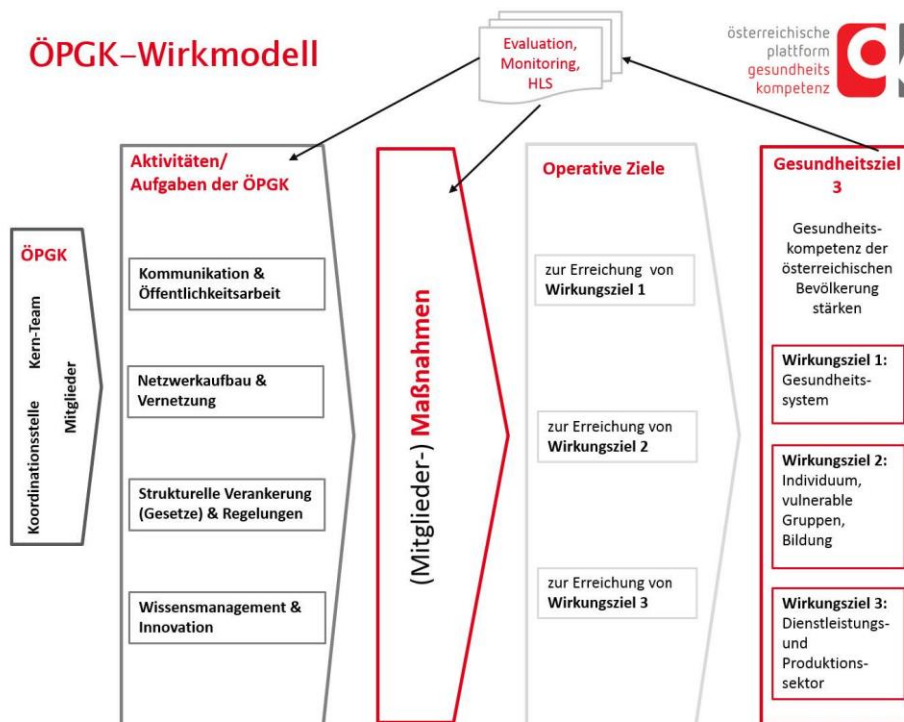 ÖPGK-Wirkmodell
Evaluation,
Monitoring,
HLS
österreichische
plattform
gesundheits
kompetenz
ÖPGK
Koordinationsstelle Kern-Team
Mitglieder
Aktivitäten/
Aufgaben der ÖPGK
Kommunikation &
Öffentlichkeitsarbeit
Netzwerkaufbau &
Vernetzung
Strukturelle Verankerung
(Gesetze) & Regelungen
Wissensmanagement &
Innovation
(Mitglieder-) Maßnahmen
Operative Ziele
zur Erreichung von
Wirkungsziel 1
zur Erreichung von
Wirkungsziel 2
zur Erreichung von
Wirkungsziel 3
Gesundheitsziel
3
Gesundheits-
kompetenz der
österreichischen
Bevölkerung
stärken
Wirkungsziel 1:
Gesundheits-
system
Wirkungsziel 2:
Individuum,
vulnerable
Gruppen,
Bildung
Wirkungsziel 3:
Dienstleistungs-
und
Produktions-
sektor